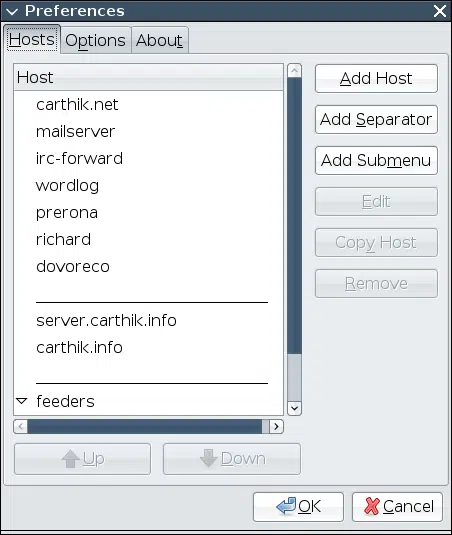 Preferences
Hosts Options About
Host
carthik.net
mailserver
irc-forward
wordlog
prerona
richard
dovoreco
server.carthik.info
carthik.info
feeders
Add Host
Add Separator
Add Submenu
Edit
Copy Host
Remove
Up Down
OK Cancel